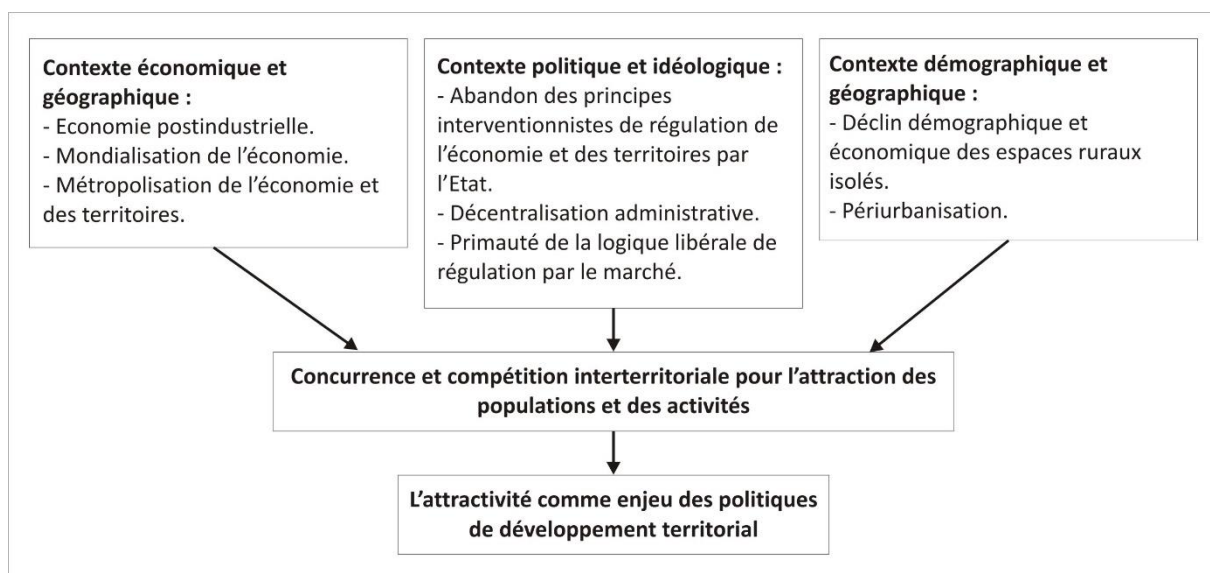 Contexte économique et
géographique :
- Economie postindustrielle.
- Mondialisation de l’économie.
- Métropolisation de l’économie et
des territoires.
Contexte politique et idéologique :
- Abandon des principes
interventionnistes de régulation de
l’économie et des territoires par
l’Etat.
- Décentralisation administrative.
- Primauté de la logique libérale de
régulation par le marché.
Contexte démographique et
géographique :
- Déclin démographique et
économique des espaces ruraux
isolés.
- Périurbanisation.
Concurrence et compétition interterritoriale pour l’attraction des
populations et des activités
L’attractivité comme enjeu des politiques
de développement territorial